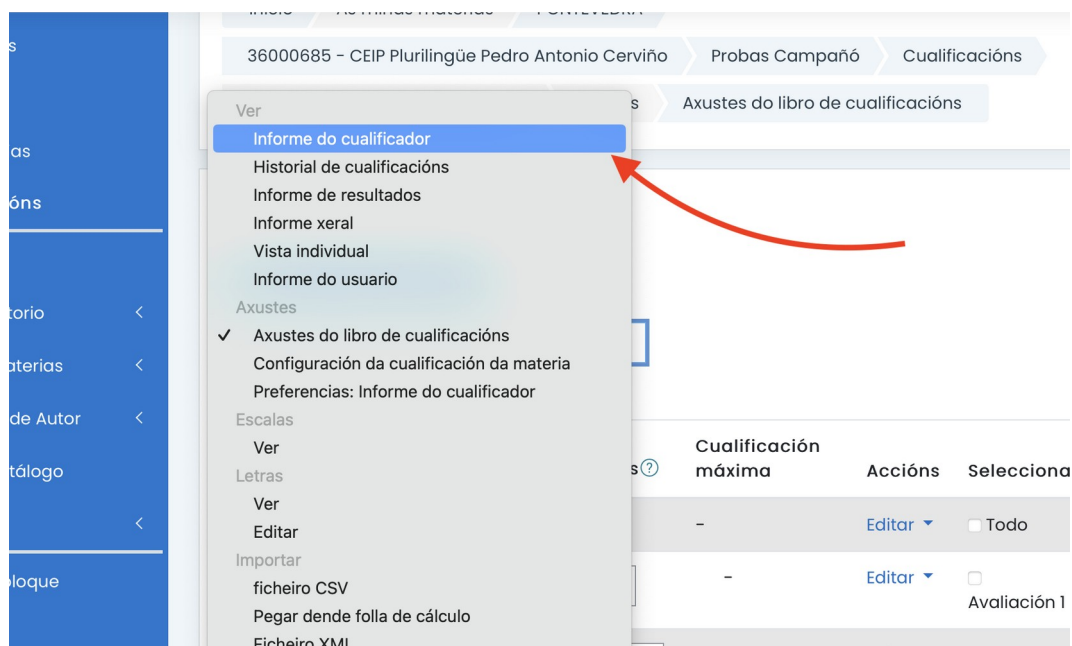 36000685 - CEIP Plurilingüe Pedro Antonio Cerviño Probas Campañó Cualificacións
s Axustes do libro de cualificacións
s
as
óns
torio
aterias
de Autor
tálogo
loque
Ver
Informe do cualificador
Historial de cualificacións
Informe de resultados
Informe xeral
Vista individual
Informe do usuario
Axustes
✓ Axustes do libro de cualificacións
Configuración da cualificación da materia
Preferencias: Informe do cualificador
Escalas
Ver
Letras
Ver
Editar
Importar
ficheiro CSV
Pegar dende folla de cálculo
Ficheiro XML
s? Cualificación máxima Accións Selecciona
- Editar Todo
- Editar
Avaliación 1